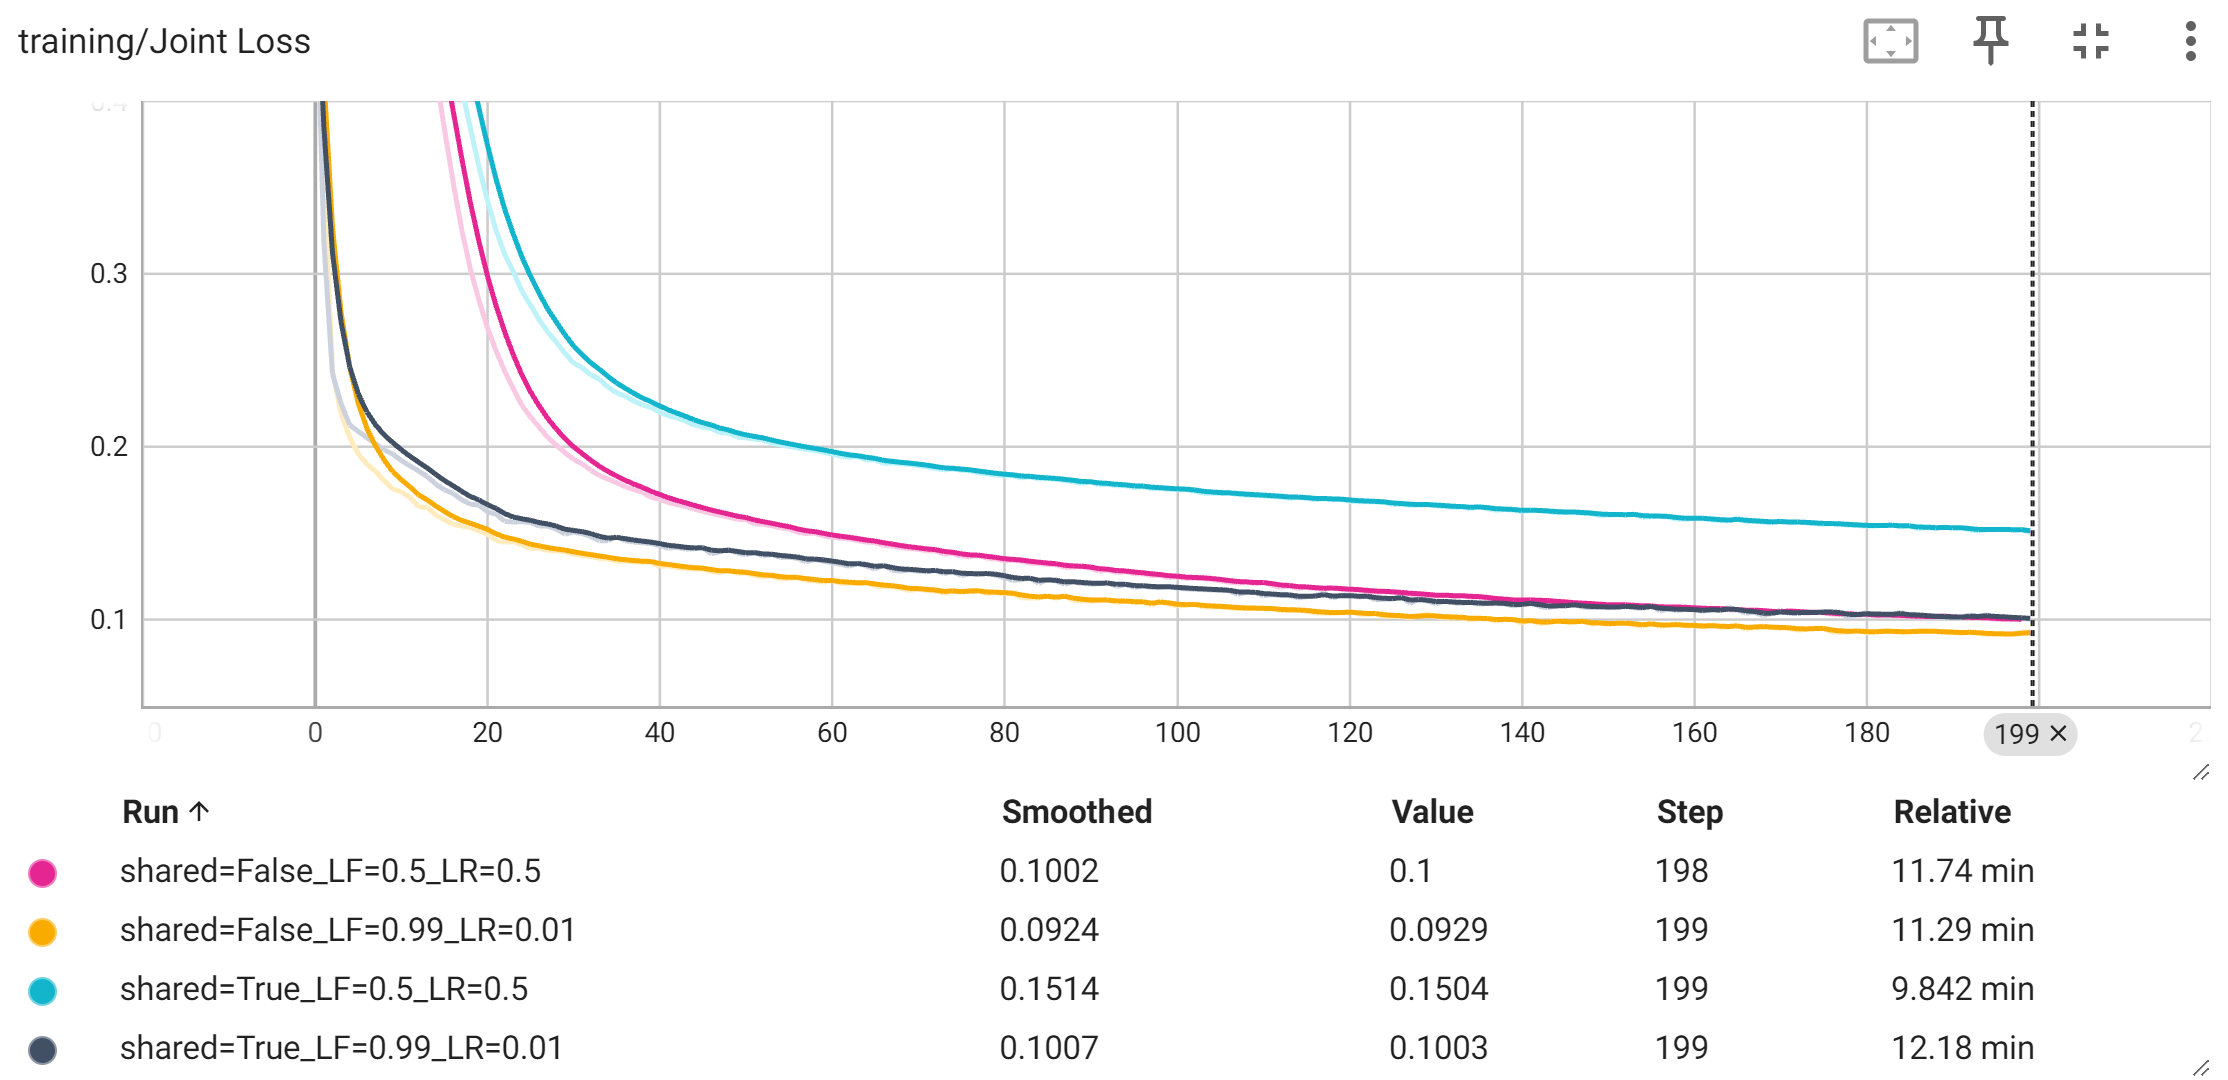 training/Joint Loss
0.4
0.3
0.2
0.1
0 0 20 40 60 80 100 120 140 160 180 199 ✕
Run ↑ Smoothed Value Step Relative
shared=False_LF=0.5_LR=0.5 0.1002 0.1 198 11.74 min
shared=False_LF=0.99_LR=0.01 0.0924 0.0929 199 11.29 min
shared=True_LF=0.5_LR=0.5 0.1514 0.1504 199 9.842 min
shared=True_LF=0.99_LR=0.01 0.1007 0.1003 199 12.18 min